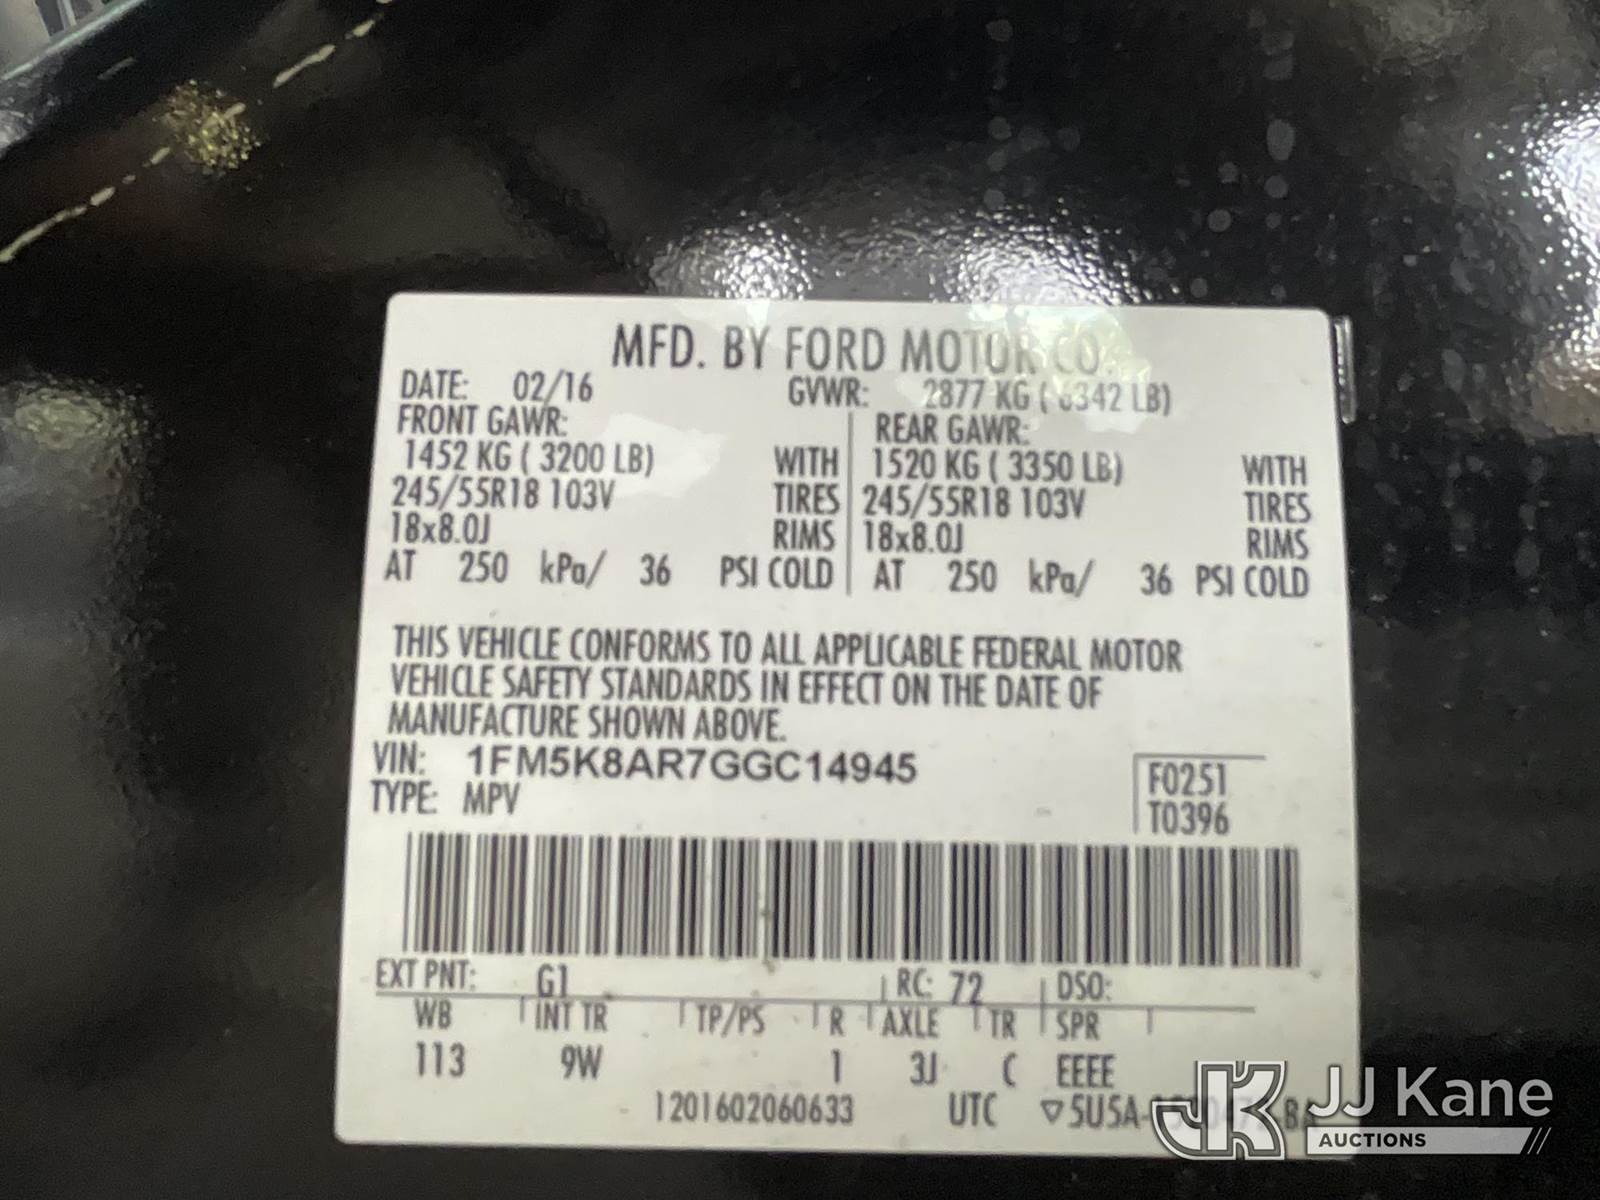 MFD. BY FORD MOTOR CO.
DATE: 02/16 GVWR: 2877 KG ( 6342 LB)
FRONT GAWR: REAR GAWR:
1452 KG ( 3200 LB) WITH 1520 KG ( 3350 LB) WITH
245/55R18 103V TIRES 245/55R18 103V TIRES
18x8.0J RIMS 18x8.0J RIMS
AT 250 kPa/ 36 PSI COLD AT 250 kPa/ 36 PSI COLD
THIS VEHICLE CONFORMS TO ALL APPLICABLE FEDERAL MOTOR
VEHICLE SAFETY STANDARDS IN EFFECT ON THE DATE OF
MANUFACTURE SHOWN ABOVE.
VIN: 1FM5K8AR7GGC14945
TYPE: MPV
F0251
T0396
EXT PNT: G1 RC: 72 DSO:
WB INT TR TP/PS R AXLE TR SPR
113 9W 1 3J C EEEE
1201602060633 UTC
JJ Kane
AUCTIONS